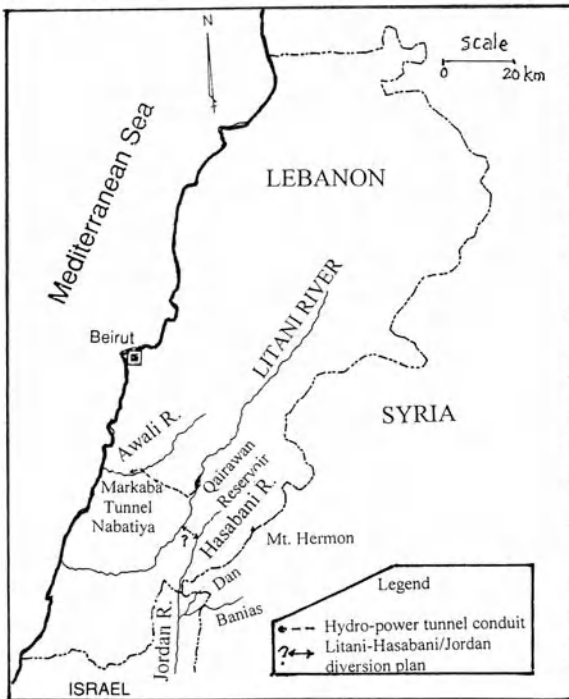 N
scale
0 20 km
Mediterranean Sea
LEBANON
LITANI RIVER
Beirut
SYRIA
Awali R.
Qairawan
Reservoir
Markaba
Tunnel
Nabatiya
Hasabani R.
?
Mt. Hermon
Dan
Banias
Jordan R.
ISRAEL
Legend
Hydro-power tunnel conduit
? Litani-Hasabani/Jordan
diversion plan